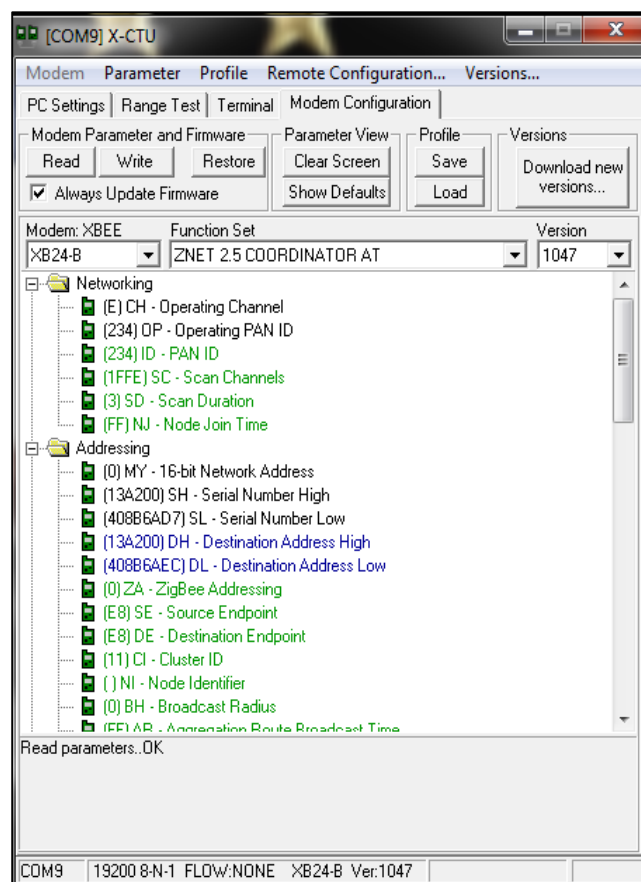 [COM9] X-CTU
Modem Parameter Profile Remote Configuration... Versions...
PC Settings Range Test Terminal Modem Configuration
Modem Parameter and Firmware Parameter View Profile Versions
Read Write Restore Clear Screen Save Download new versions...
Always Update Firmware Show Defaults Load
Modem: XBEE Function Set Version
XB24-B ZNET 2.5 COORDINATOR AT 1047
Networking
(E) CH - Operating Channel
(234) OP - Operating PAN ID
(234) ID - PAN ID
(1FFE) SC - Scan Channels
(3) SD - Scan Duration
(FF) NJ - Node Join Time
Addressing
(0) MY - 16-bit Network Address
(13A200) SH - Serial Number High
(408B6AD7) SL - Serial Number Low
(13A200) DH - Destination Address High
(408B6AEC) DL - Destination Address Low
(0) ZA - ZigBee Addressing
(E8) SE - Source Endpoint
(E8) DE - Destination Endpoint
(11) CI - Cluster ID
( ) NI - Node Identifier
(0) BH - Broadcast Radius
(FF) AR - Aggregation Route Broadcast Time
Read parameters..OK
COM9 19200 8-N-1 FLOW:NONE XB24-B Ver:1047